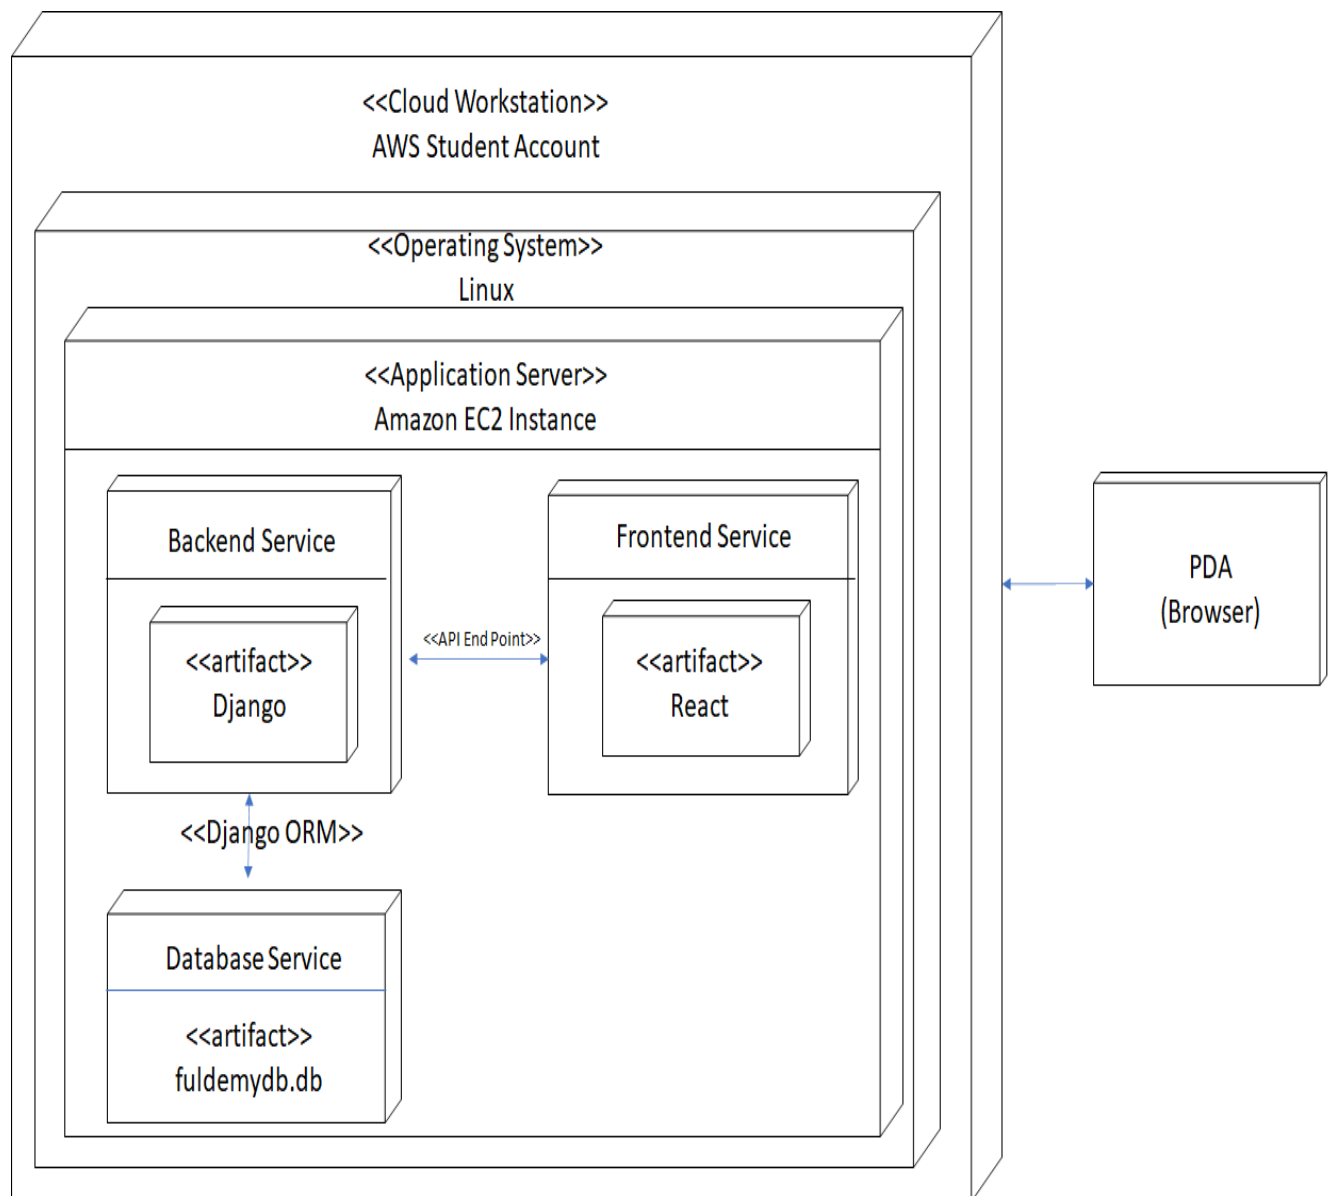 <<Cloud Workstation>>
AWS Student Account
<<Operating System>>
Linux
<<Application Server>>
Amazon EC2 Instance
Backend Service
<<artifact>>
Django
<<API End Point>>
Frontend Service
<<artifact>>
React
<<Django ORM>>
Database Service
<<artifact>>
fuldemydb.db
PDA
(Browser)